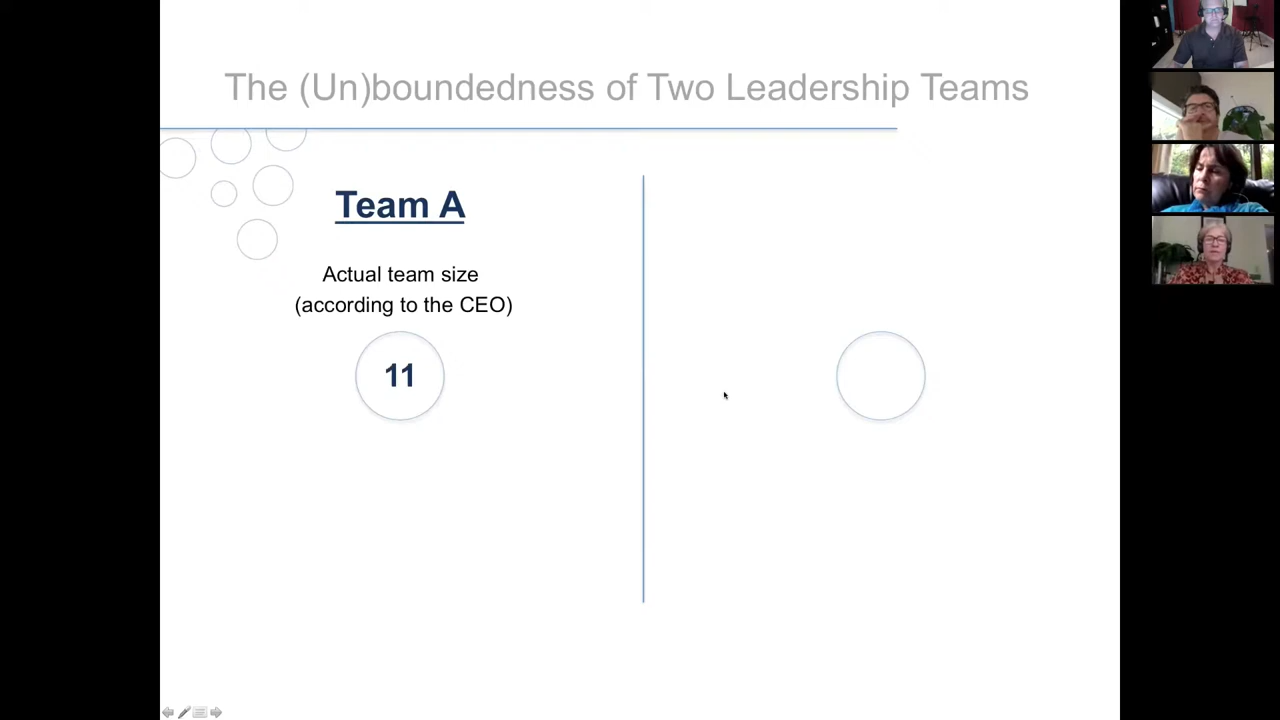 The (Un)boundedness of Two Leadership Teams
Team A
Actual team size
(according to the CEO)
11